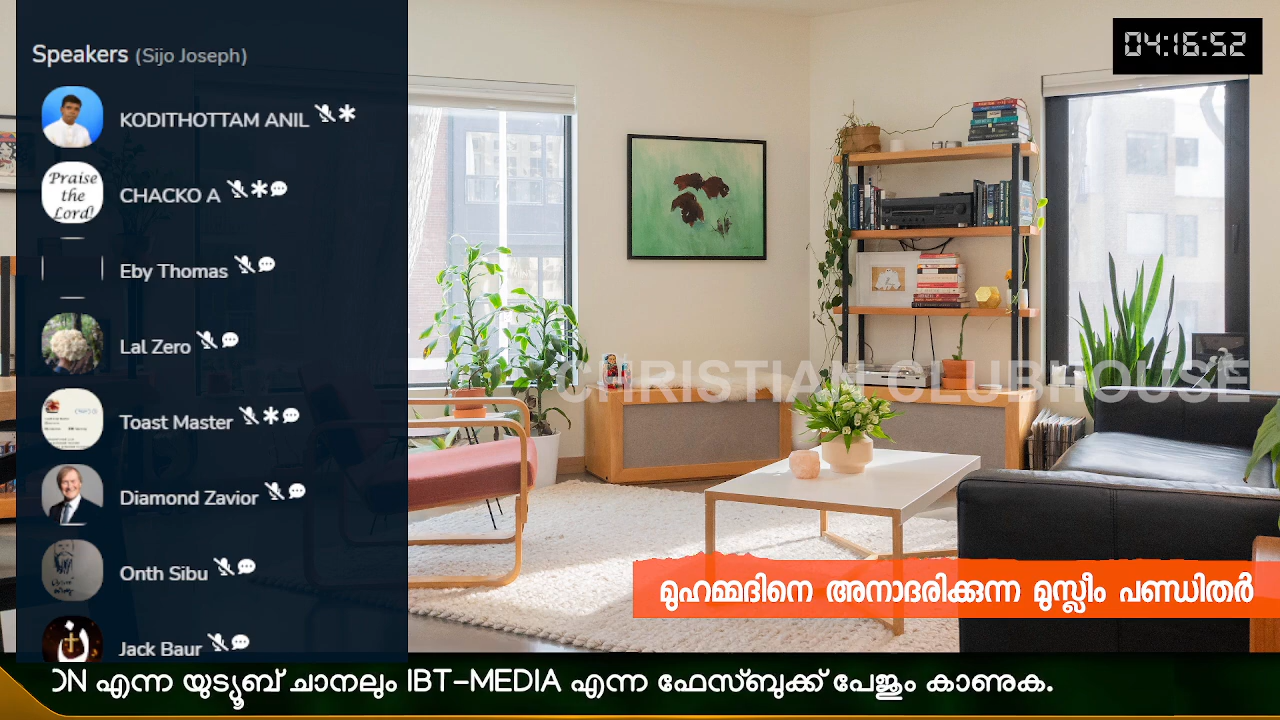 Speakers (Sijo Joseph)
04:16:52
KODITHOTTAM ANIL
Praise
the
Lord!
CHACKO A
Eby Thomas
Lal Zero
Toast Master
Diamond Zavior
Onth Sibu
Jack Baur
CHRISTIAN CLUBHOUSE
മുഹമ്മദിനെ അനാദരിക്കുന്ന മുസ്ലീം പണ്ഡിതർ
ON എന്ന യുട്യൂബ് ചാനലും IBT-MEDIA എന്ന ഫേസ്ബുക്ക് പേജും കാണുക.